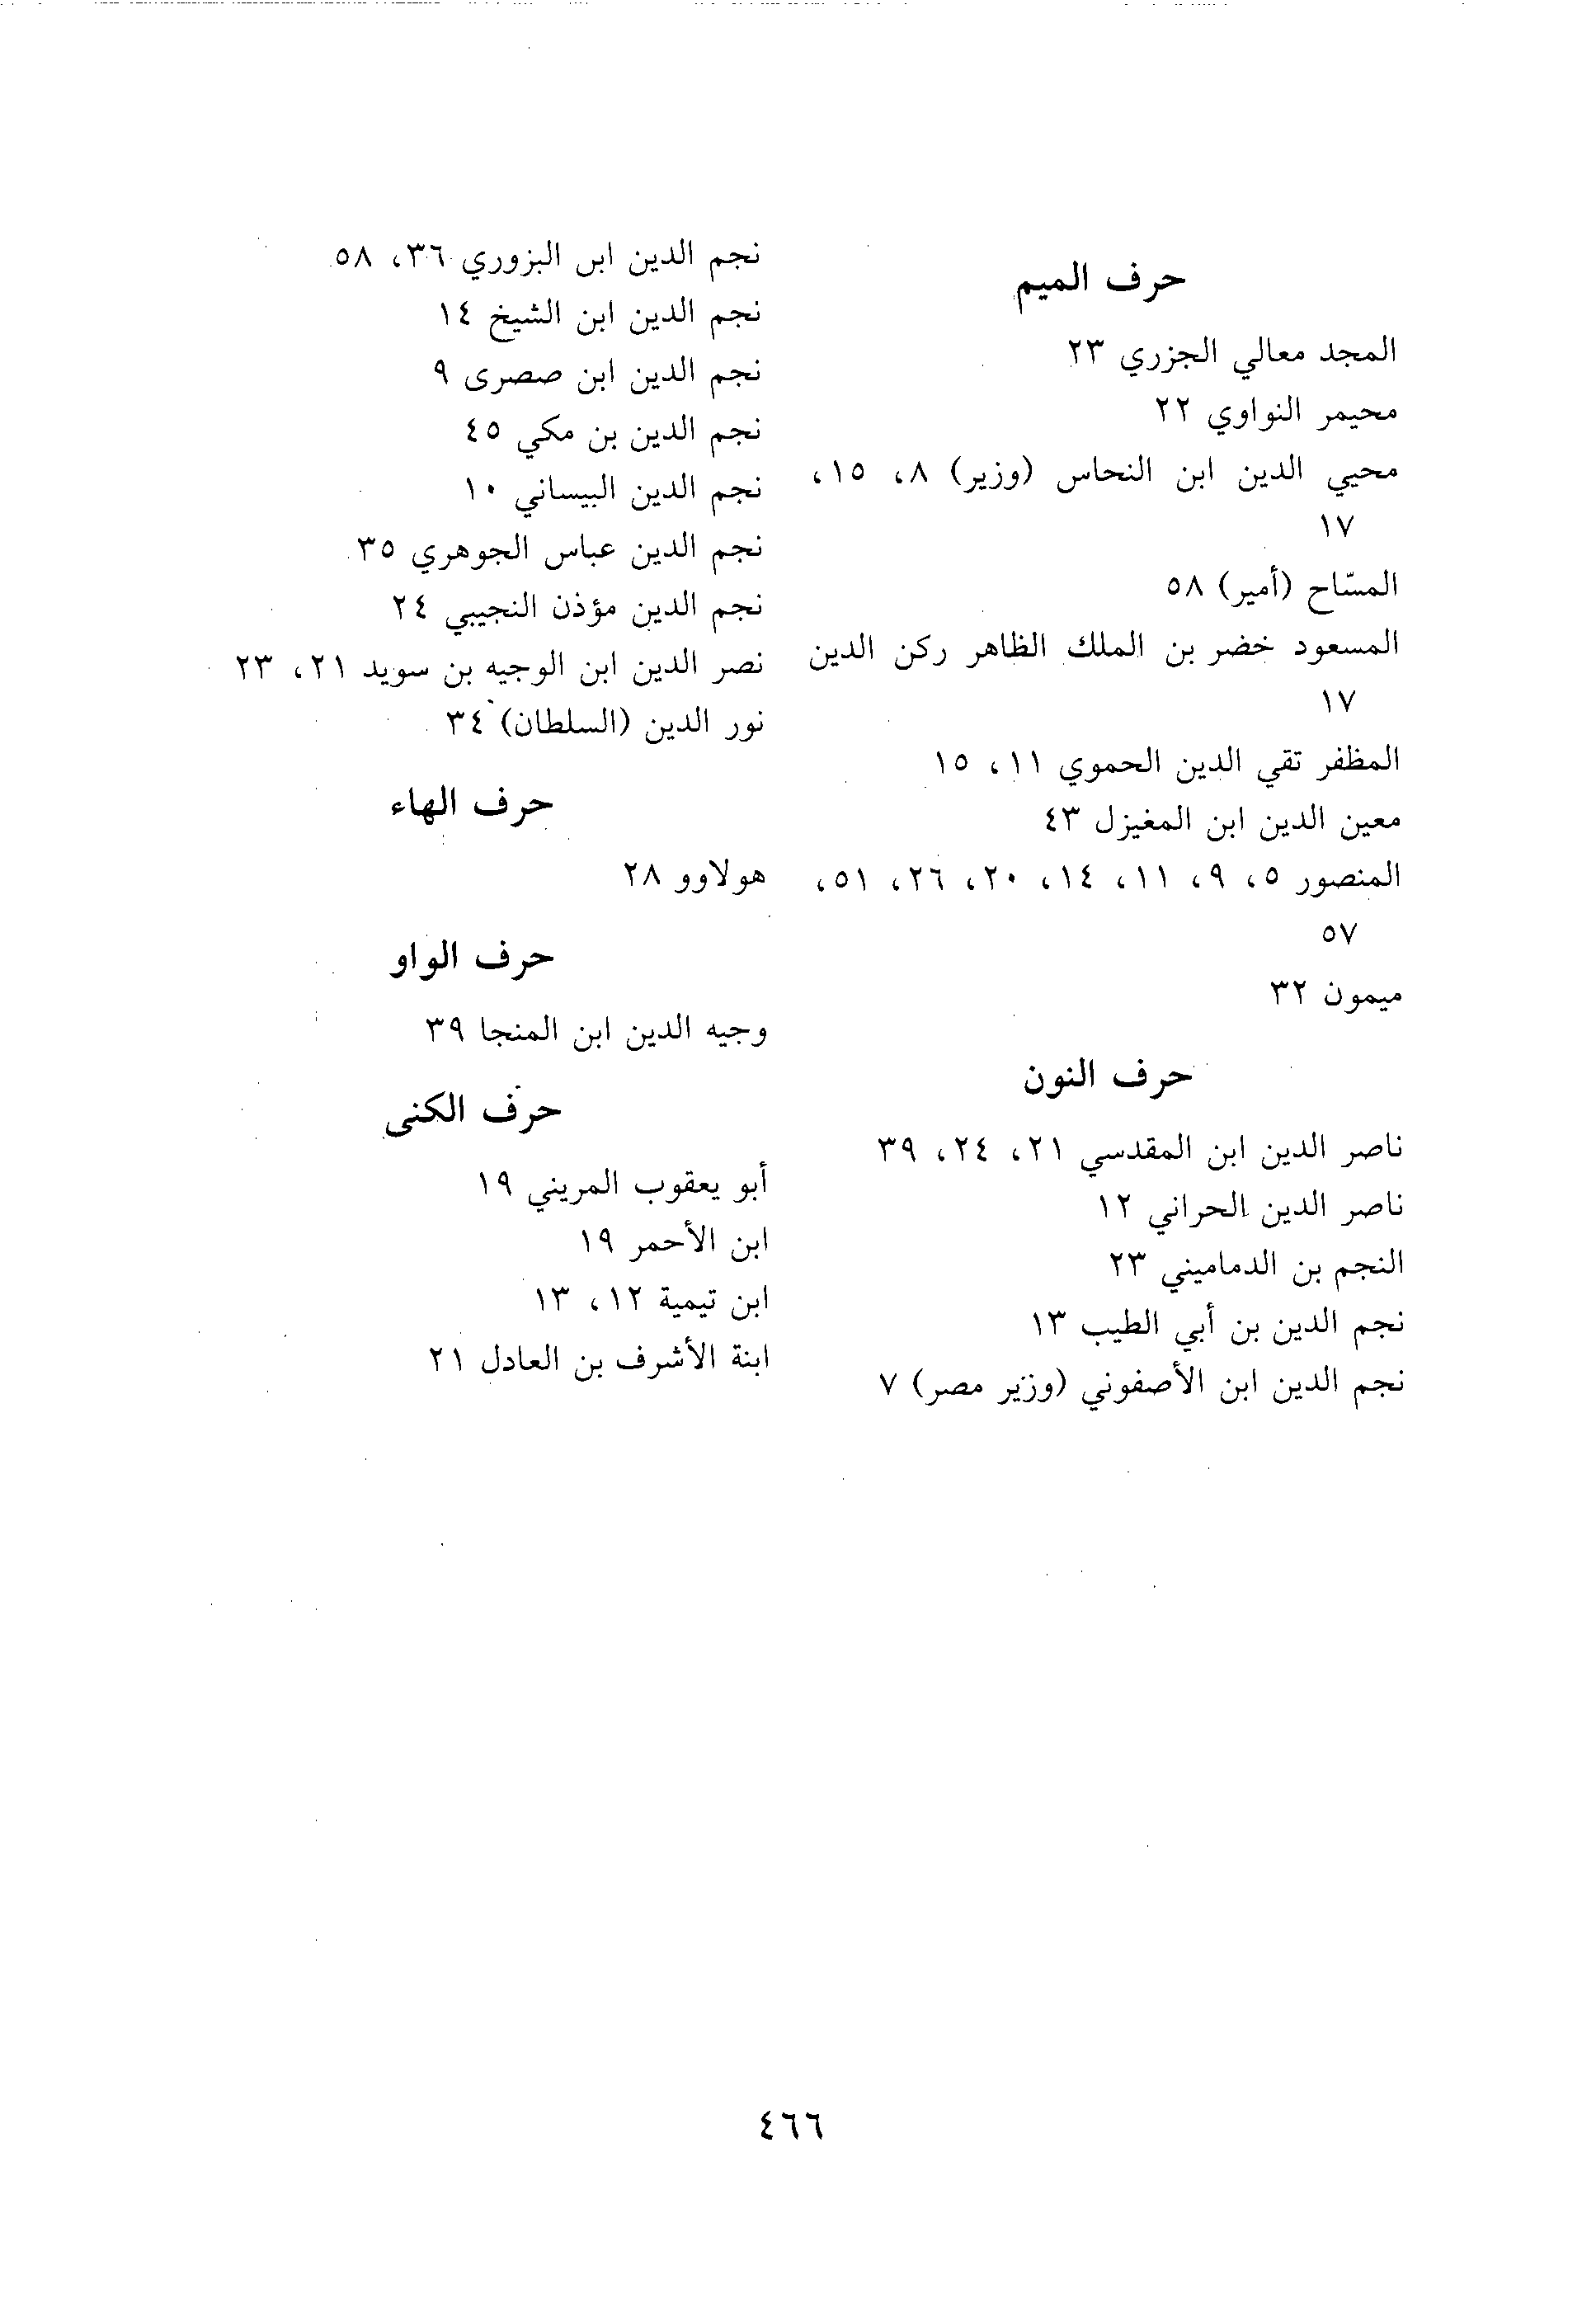 حرف الميم
المجد معالي الجزري ٢٣
محيمر النواوي ٢٢
محيي الدين ابن النحاس (وزير) ٨، ١٥،
١٧
المسّاح (أمير) ٥٨
المسعود خضر بن الملك الظاهر ركن الدين
١٧
المظفر تقي الدين الحموي ١١، ١٥
معين الدين ابن المغيزل ٤٣
المنصور ٥، ٩، ١١، ١٤، ٢٠، ٢٦، ٥١،
٥٧
ميمون ٣٢
حرف النون
ناصر الدين ابن المقدسي ٢١، ٢٤، ٣٩
ناصر الدين الحراني ١٢
النجم بن الدماميني ٢٣
نجم الدين بن أبي الطيب ١٣
نجم الدين ابن الأصفوني (وزير مصر) ٧
نجم الدين ابن البزوري ٣٦، ٥٨
نجم الدين ابن الشيخ ١٤
نجم الدين ابن صصرى ٩
نجم الدين بن مكي ٤٥
نجم الدين البيساني ١٠
نجم الدين عباس الجوهري ٣٥
نجم الدين مؤذن النجيبي ٢٤
نصر الدين ابن الوجيه بن سويد ٢١، ٢٣
نور الدين (السلطان) ٣٤
حرف الهاء
هولاوو ٢٨
حرف الواو
وجيه الدين ابن المنجا ٣٩
حرف الكنى
أبو يعقوب المريني ١٩
ابن الأحمر ١٩
ابن تيمية ١٢، ١٣
ابنة الأشرف بن العادل ٢١
٤٦٦